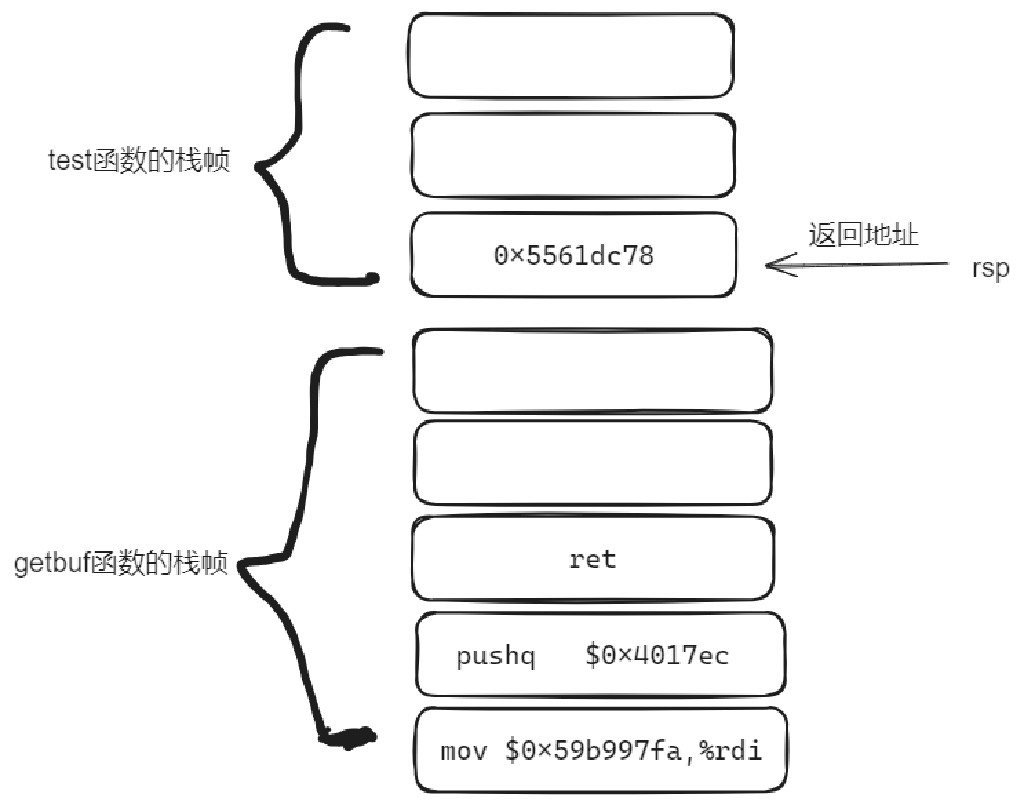 test函数的栈帧
0×5561dc78
返回地址
rsp
getbuf函数的栈帧
ret
pushq $0×4017ec
mov $0×59b997fa,%rdi